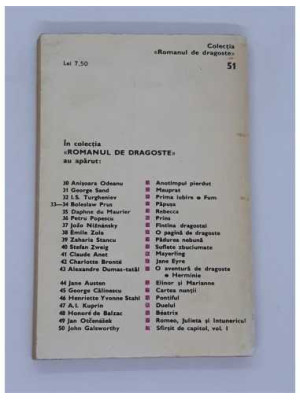 Colecția
«Romanul de dragoste»
Lei 7,50
51
În colecția
«ROMANUL DE DRAGOSTE»
au apărut:
30 Anișoara Odeanu Anotimpul pierdut
31 George Sand Mauprat
32 I.S. Turgheniev Prima iubire • Fum
33—34 Boleslaw Prus Păpușa
35 Daphne du Maurier Rebecca
36 Petru Popescu Prins
37 Jožo Nižnánsky Fîntîna dragostei
38 Émile Zola O pagină de dragoste
39 Zaharia Stancu Pădurea nebună
40 Stefan Zweig Suflete zbuciumate
41 Claude Anet Mayerling
42 Charlotte Brontë Jane Eyre
43 Alexandre Dumas-tatăl O aventură de dragoste
• Herminie
44 Jane Austen Elinor și Marianne
45 George Călinescu Cartea nunții
46 Henriette Yvonne Stahl Pontiful
47 A.I. Kuprin Duelul
48 Honoré de Balzac Béatrix
49 Jan Otčenášek Romeo, Julieta și întunericul
50 John Galsworthy Sfîrșit de capitol, vol. I